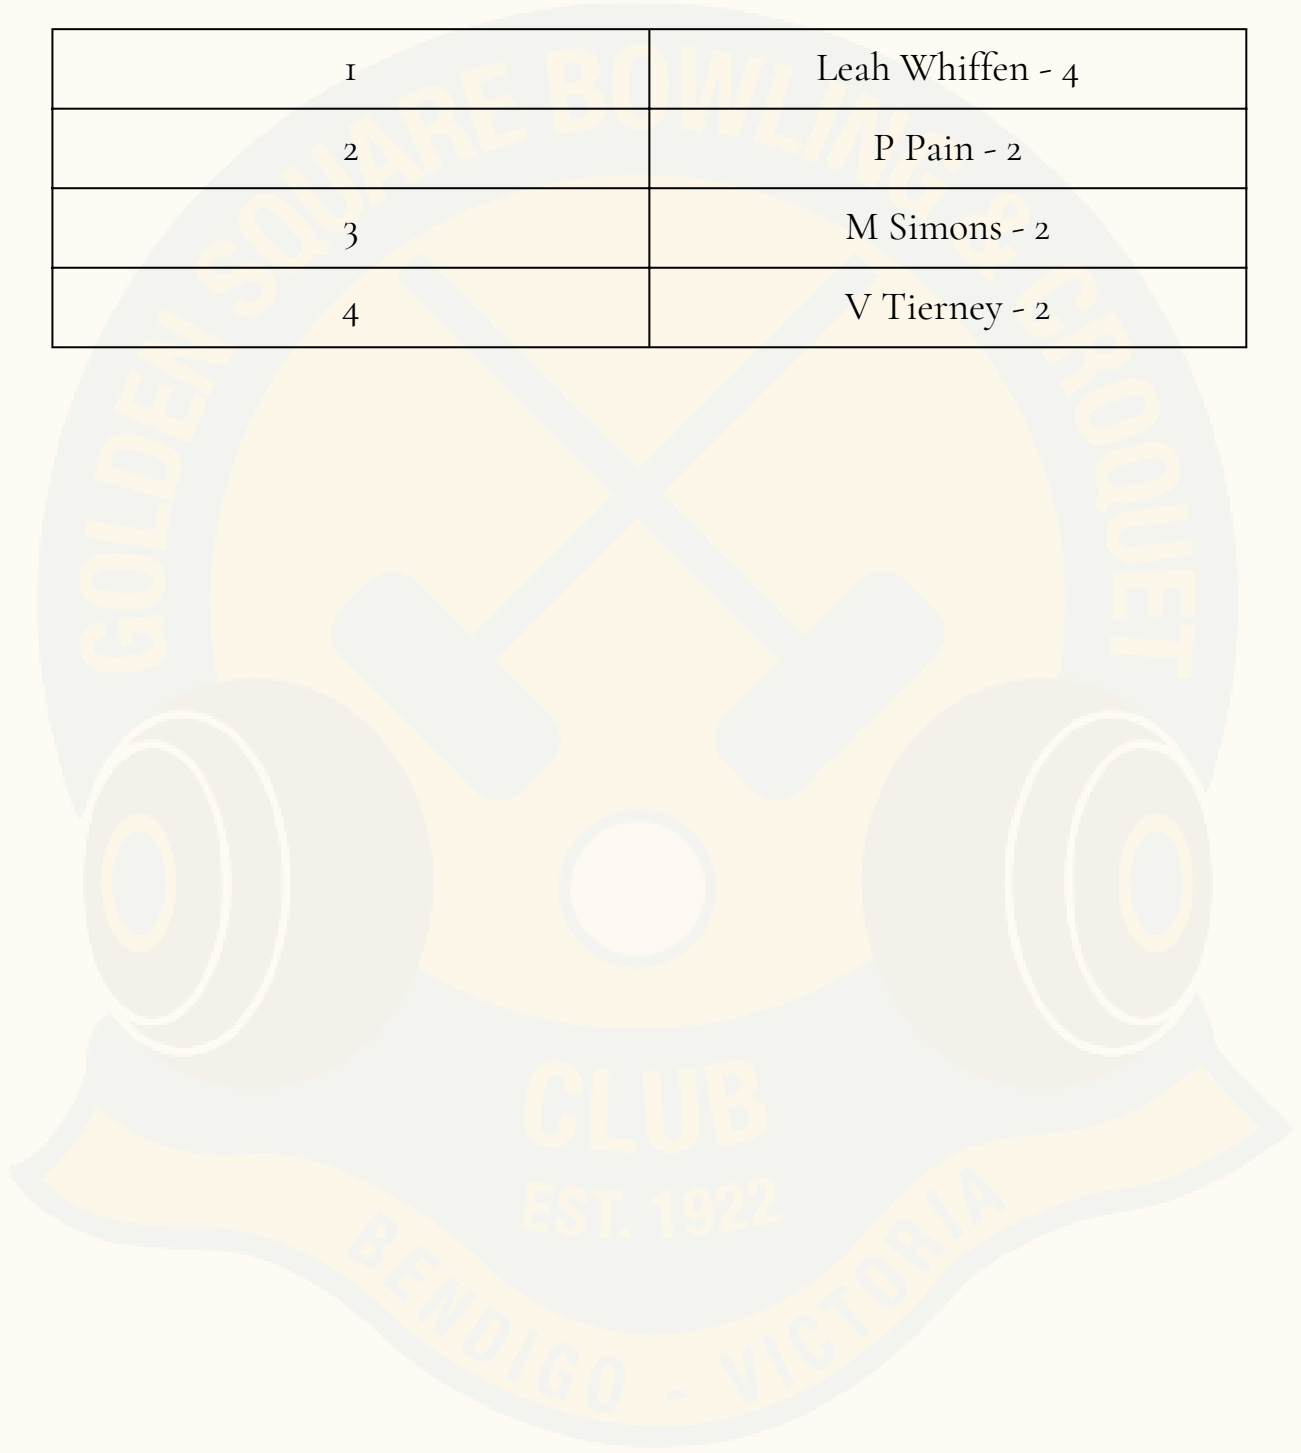 1 Leah Whiffen - 4
2 P Pain - 2
3 M Simons - 2
4 V Tierney - 2
GOLDEN SQUARE BOWLING & CROQUET
CLUB
EST. 1922
BENDIGO - VICTORIA